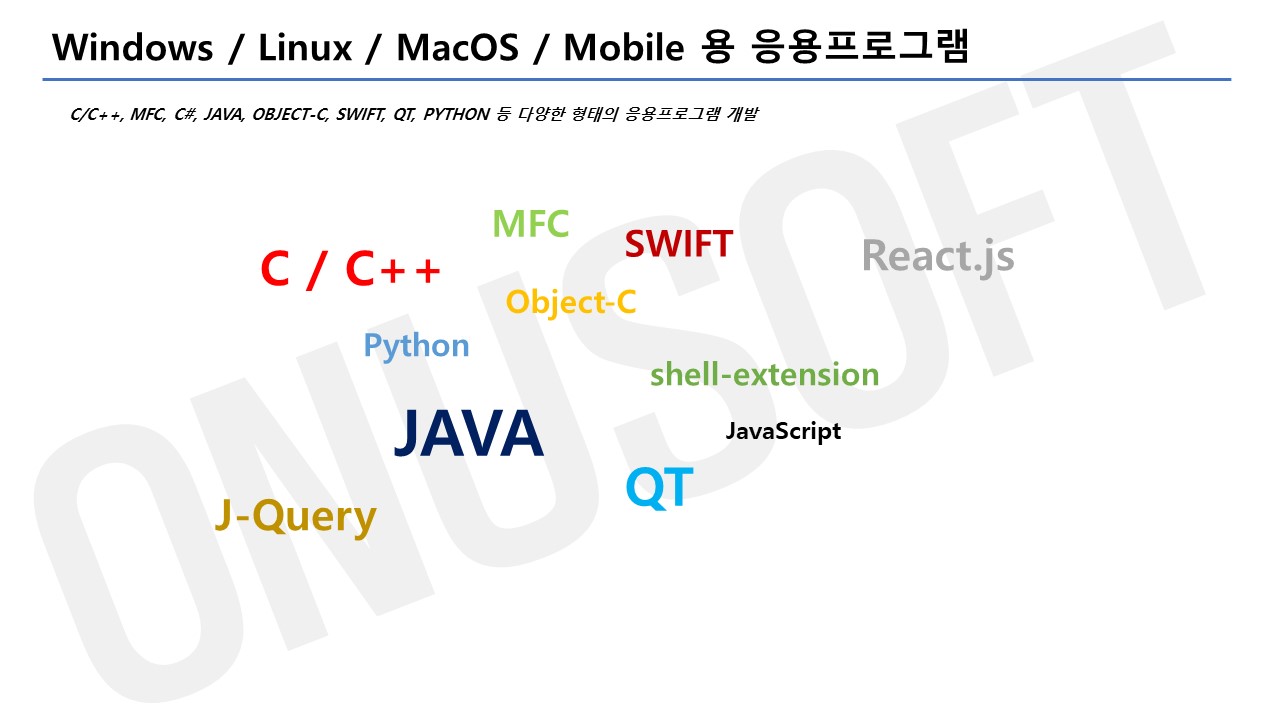 Windows / Linux / MacOS / Mobile 용 응용프로그램
C/C++, MFC, C#, JAVA, OBJECT-C, SWIFT, QT, PYTHON 등 다양한 형태의 응용프로그램 개발
MFC
SWIFT
C / C++
React.js
Object-C
Python
shell-extension
JAVA
JavaScript
QT
J-Query
ONUSOFT